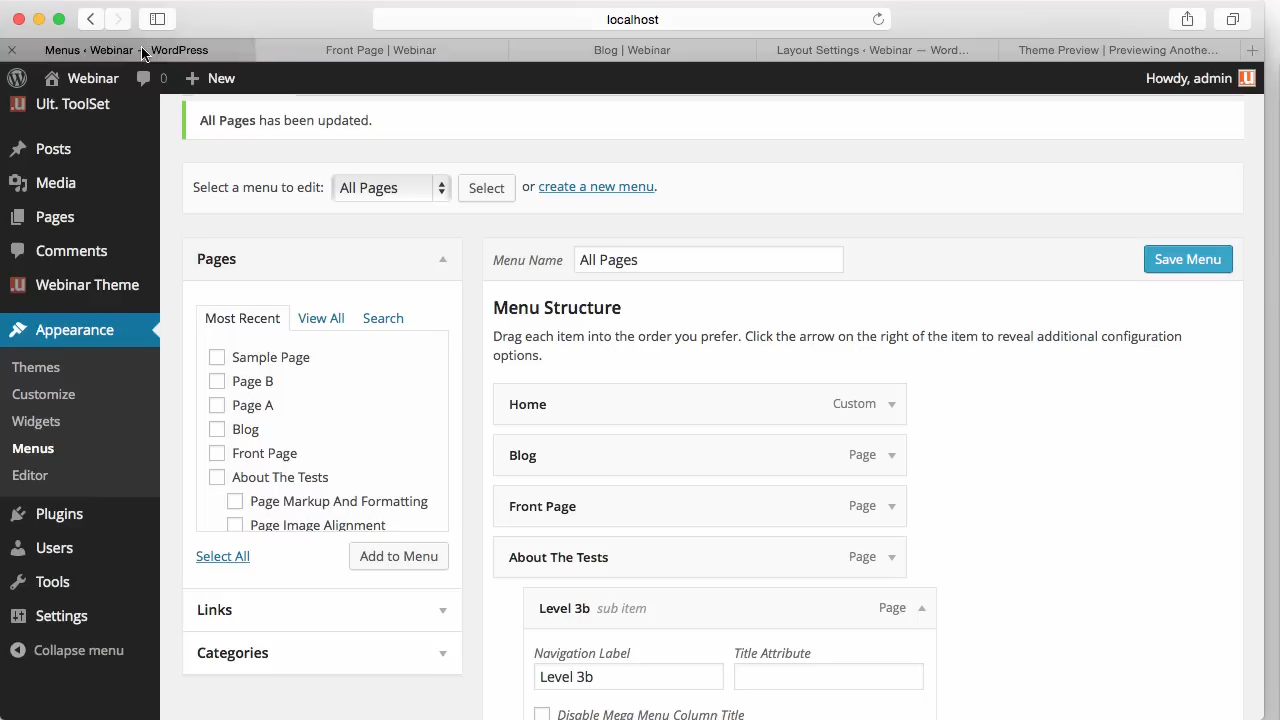 localhost
Menus ‹ Webinar — WordPress
Front Page | Webinar
Blog | Webinar
Layout Settings ‹ Webinar — Word...
Theme Preview | Previewing Anothe...
Webinar
0
New
Howdy, admin
Ult. ToolSet
Posts
Media
Pages
Comments
Webinar Theme
Appearance
Themes
Customize
Widgets
Menus
Editor
Plugins
Users
Tools
Settings
Collapse menu
All Pages has been updated.
Select a menu to edit: All Pages Select or create a new menu.
Pages
Most Recent View All Search
Sample Page
Page B
Page A
Blog
Front Page
About The Tests
Page Markup And Formatting
Page Image Alignment
Select All Add to Menu
Links
Categories
Menu Name All Pages Save Menu
Menu Structure
Drag each item into the order you prefer. Click the arrow on the right of the item to reveal additional configuration
options.
Home Custom
Blog Page
Front Page Page
About The Tests Page
Level 3b sub item Page
Navigation Label Title Attribute
Level 3b
Disable Mega Menu Column Title